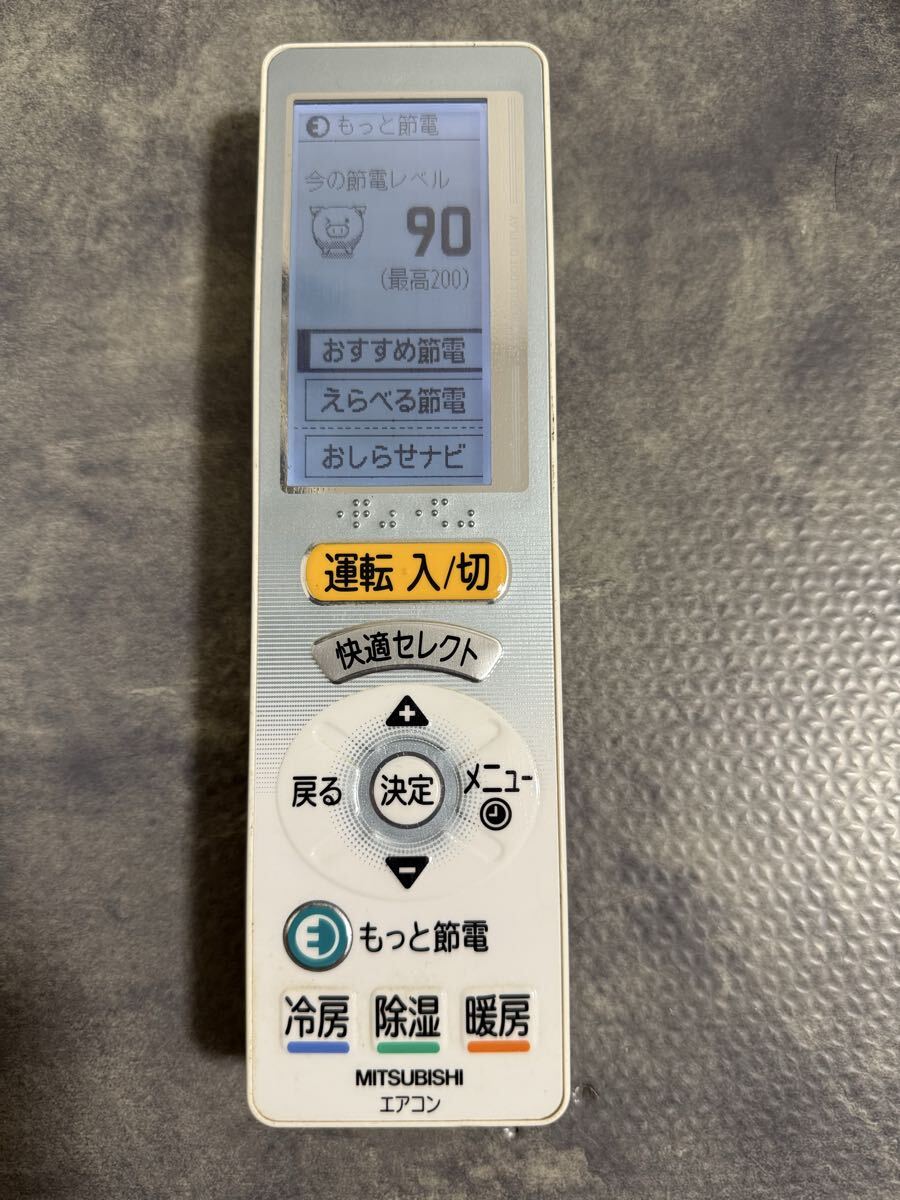 もっと節電
今の節電レベル
90
(最高200)
おすすめ節電
えらべる節電
おしらせナビ
運転 入/切
快適セレクト
+
戻る
決定
メニュー
-
もっと節電
冷房
除湿
暖房
MITSUBISHI
エアコン